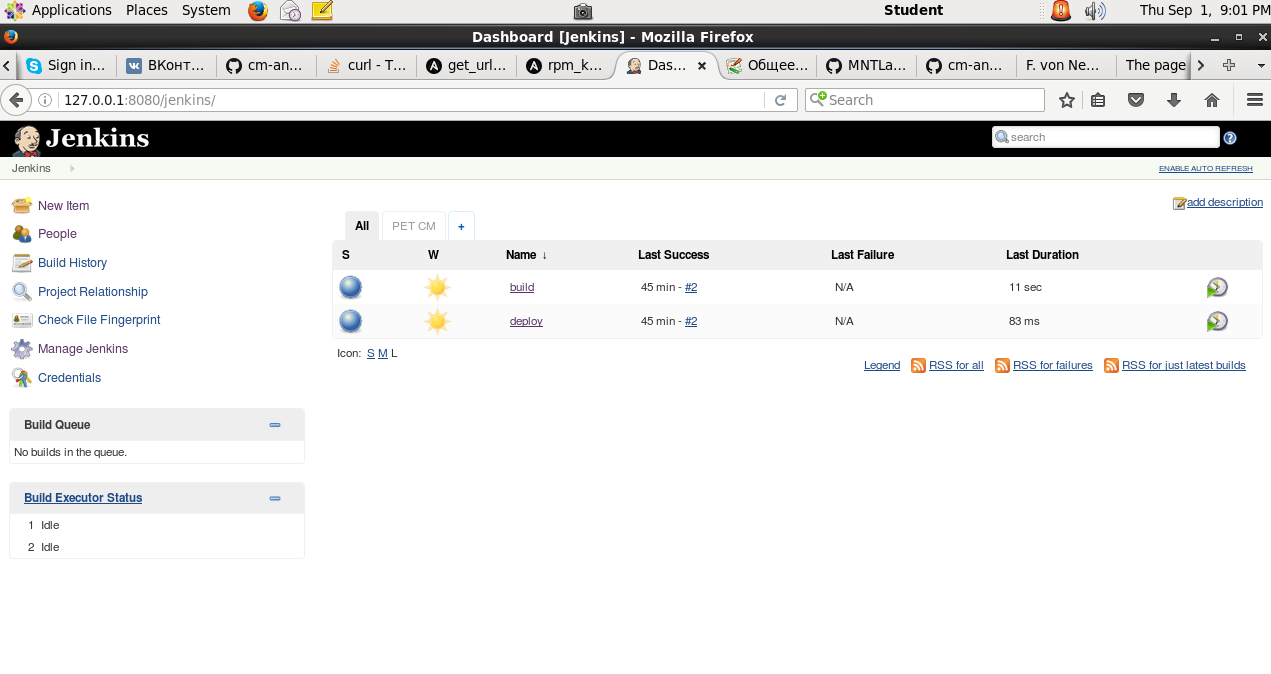 Applications Places System Student Thu Sep 1, 9:01 PM
Dashboard [Jenkins] - Mozilla Firefox
Sign in... ВКонт... cm-an... curl - T... get_url... rpm_k... Das... Общее... MNTLa... cm-an... F. von Ne... The page
127.0.0.1:8080/jenkins/ Search
Jenkins search
Jenkins ENABLE AUTO REFRESH
add description
New Item
People
Build History
Project Relationship
Check File Fingerprint
Manage Jenkins
Credentials
Build Queue
No builds in the queue.
Build Executor Status
1 Idle
2 Idle
All PET CM +
S W Name ↓ Last Success Last Failure Last Duration
build 45 min - #2 N/A 11 sec
deploy 45 min - #2 N/A 83 ms
Icon: S M L
Legend RSS for all RSS for failures RSS for just latest builds